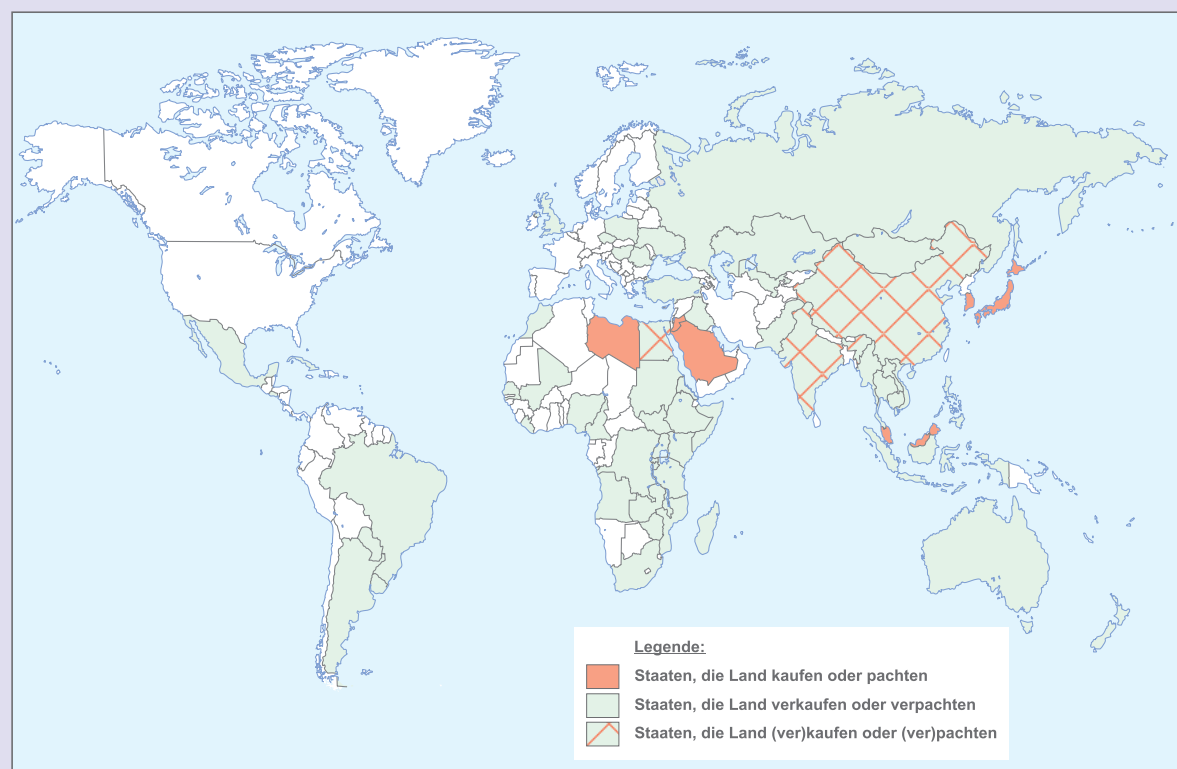 Legende:
Staaten, die Land kaufen oder pachten
Staaten, die Land verkaufen oder verpachten
Staaten, die Land (ver)kaufen oder (ver)pachten